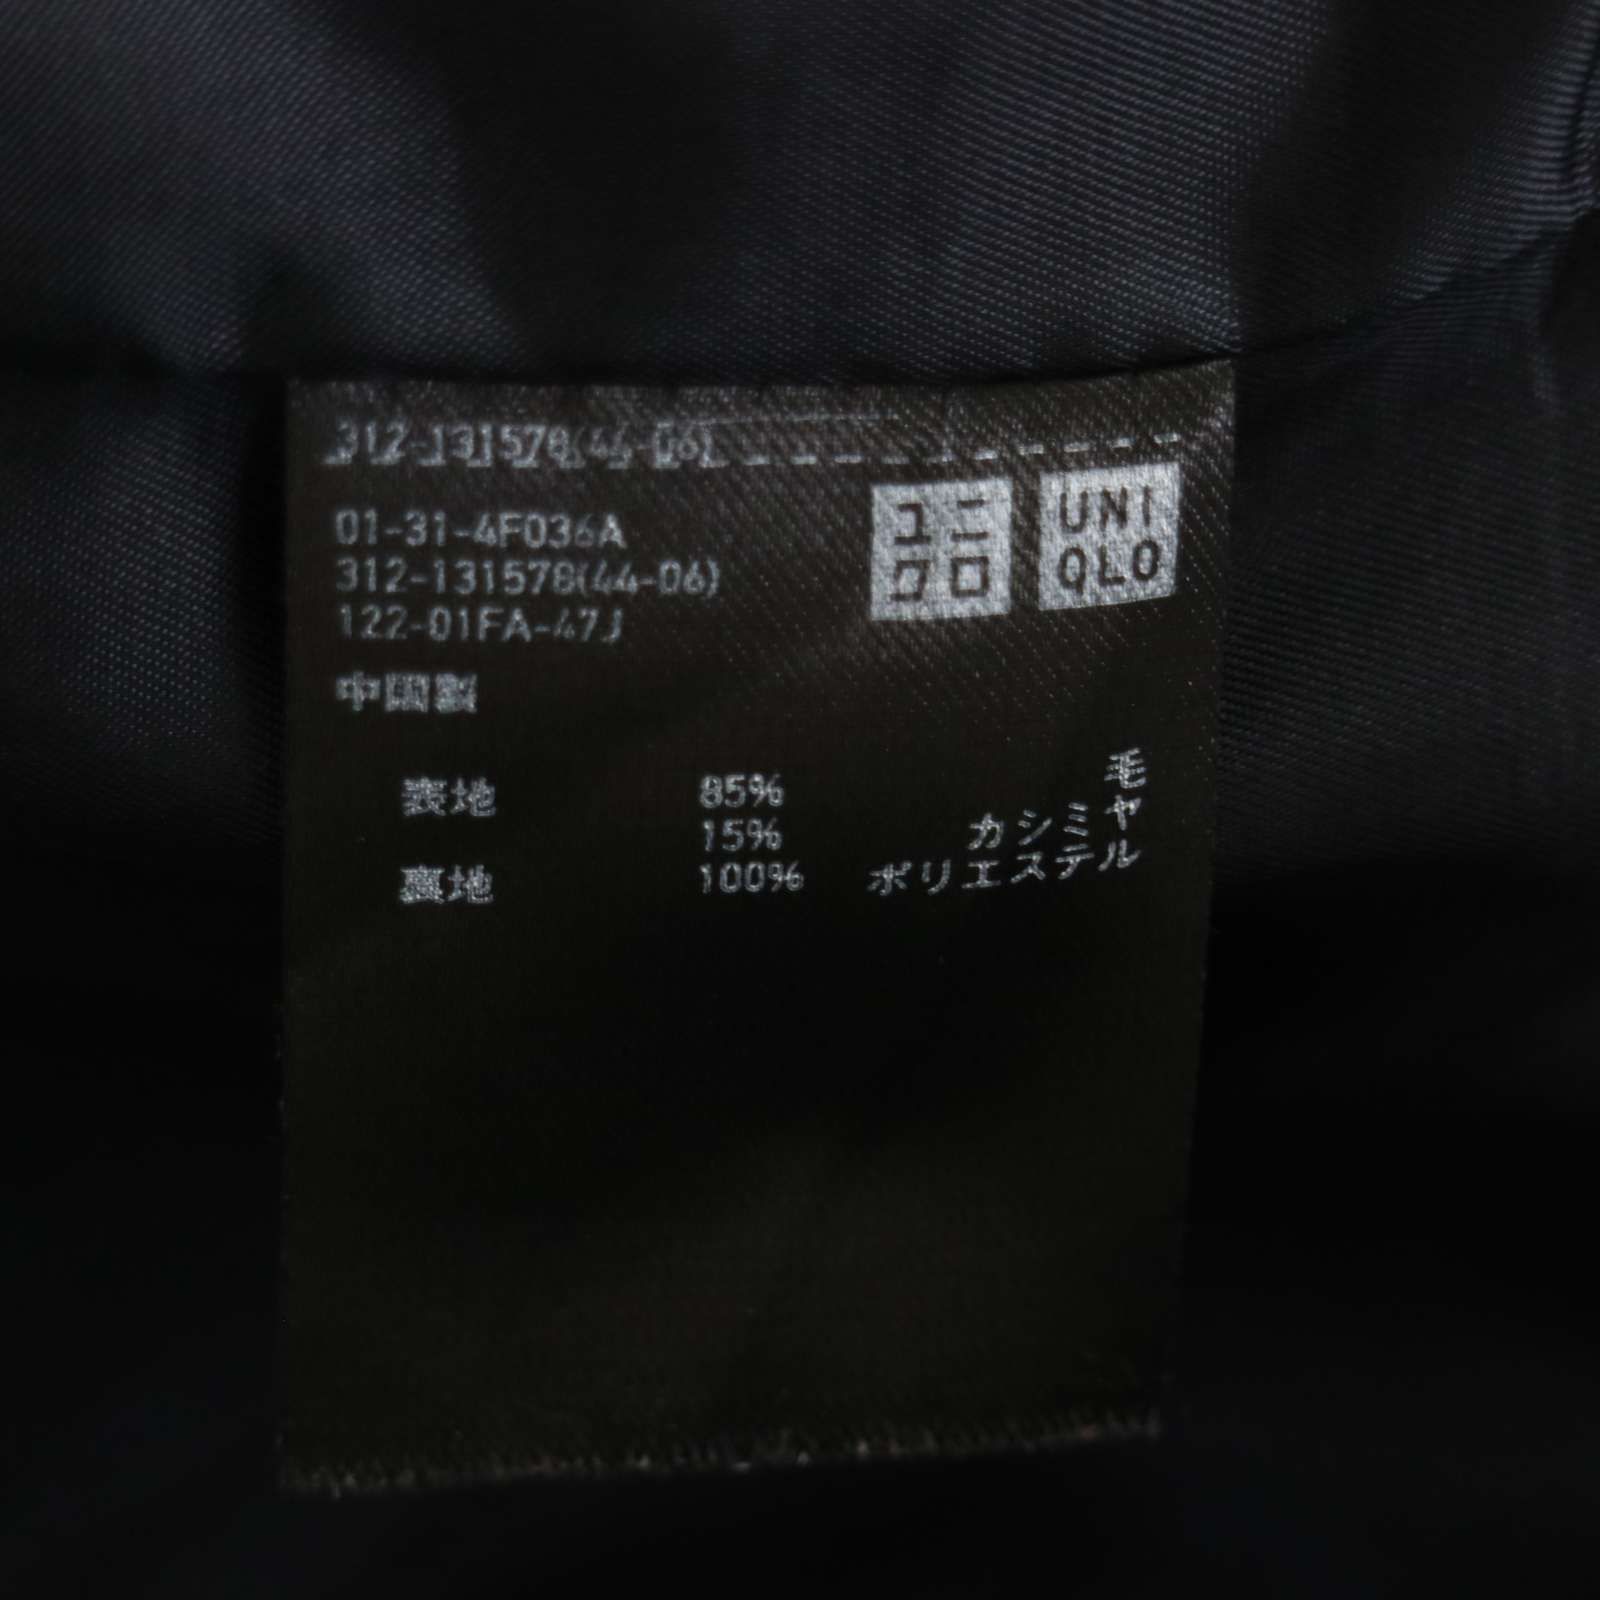 312-131578(44-06)
01-31-4F036A
312-131578(44-06)
122-01FA-47J
ユニ
クロ
UNI
QLO
中国製
表地 85% 毛
15% カシミヤ
裏地 100% ポリエステル